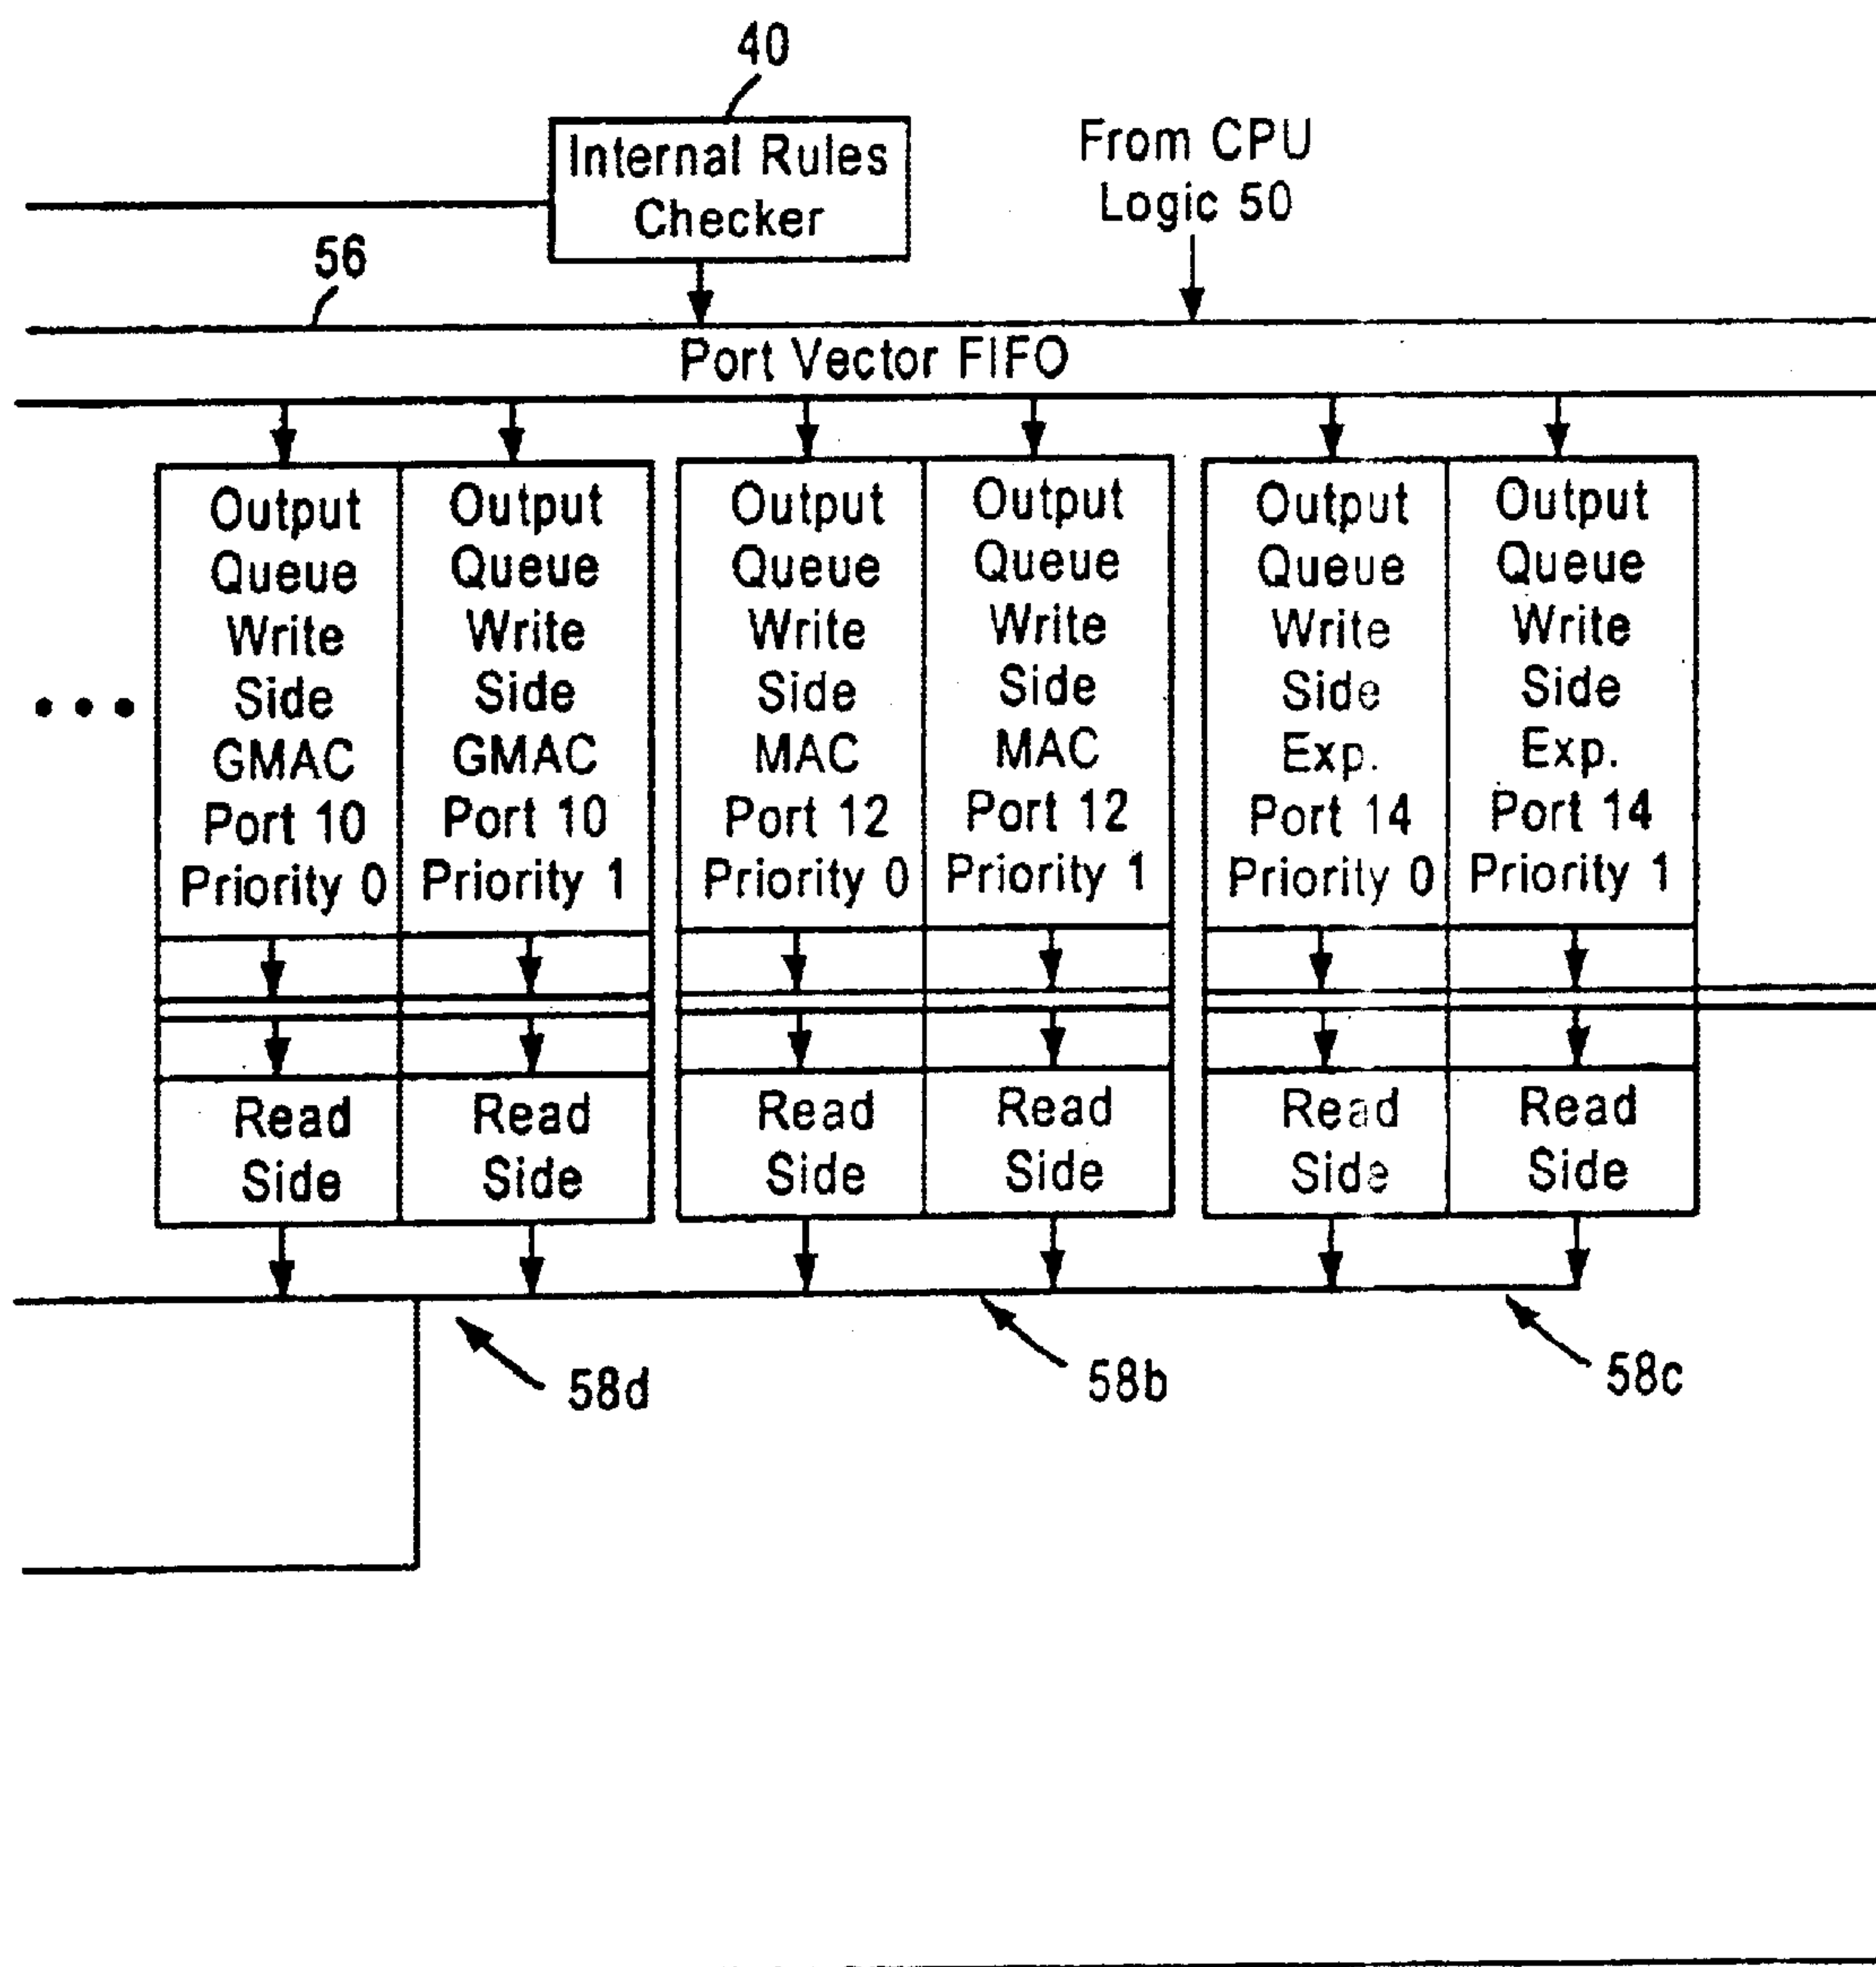 40
Internal Rules
Checker
From CPU
Logic 50
56
Port Vector FIFO
Output
Queue
Write
Side
GMAC
Port 10
Priority 0
Output
Queue
Write
Side
GMAC
Port 10
Priority 1
Output
Queue
Write
Side
MAC
Port 12
Priority 0
Output
Queue
Write
Side
MAC
Port 12
Priority 1
Output
Queue
Write
Side
Exp.
Port 14
Priority 0
Output
Queue
Write
Side
Exp.
Port 14
Priority 1
Read
Side
Read
Side
Read
Side
Read
Side
Read
Side
Read
Side
58d
58b
58c